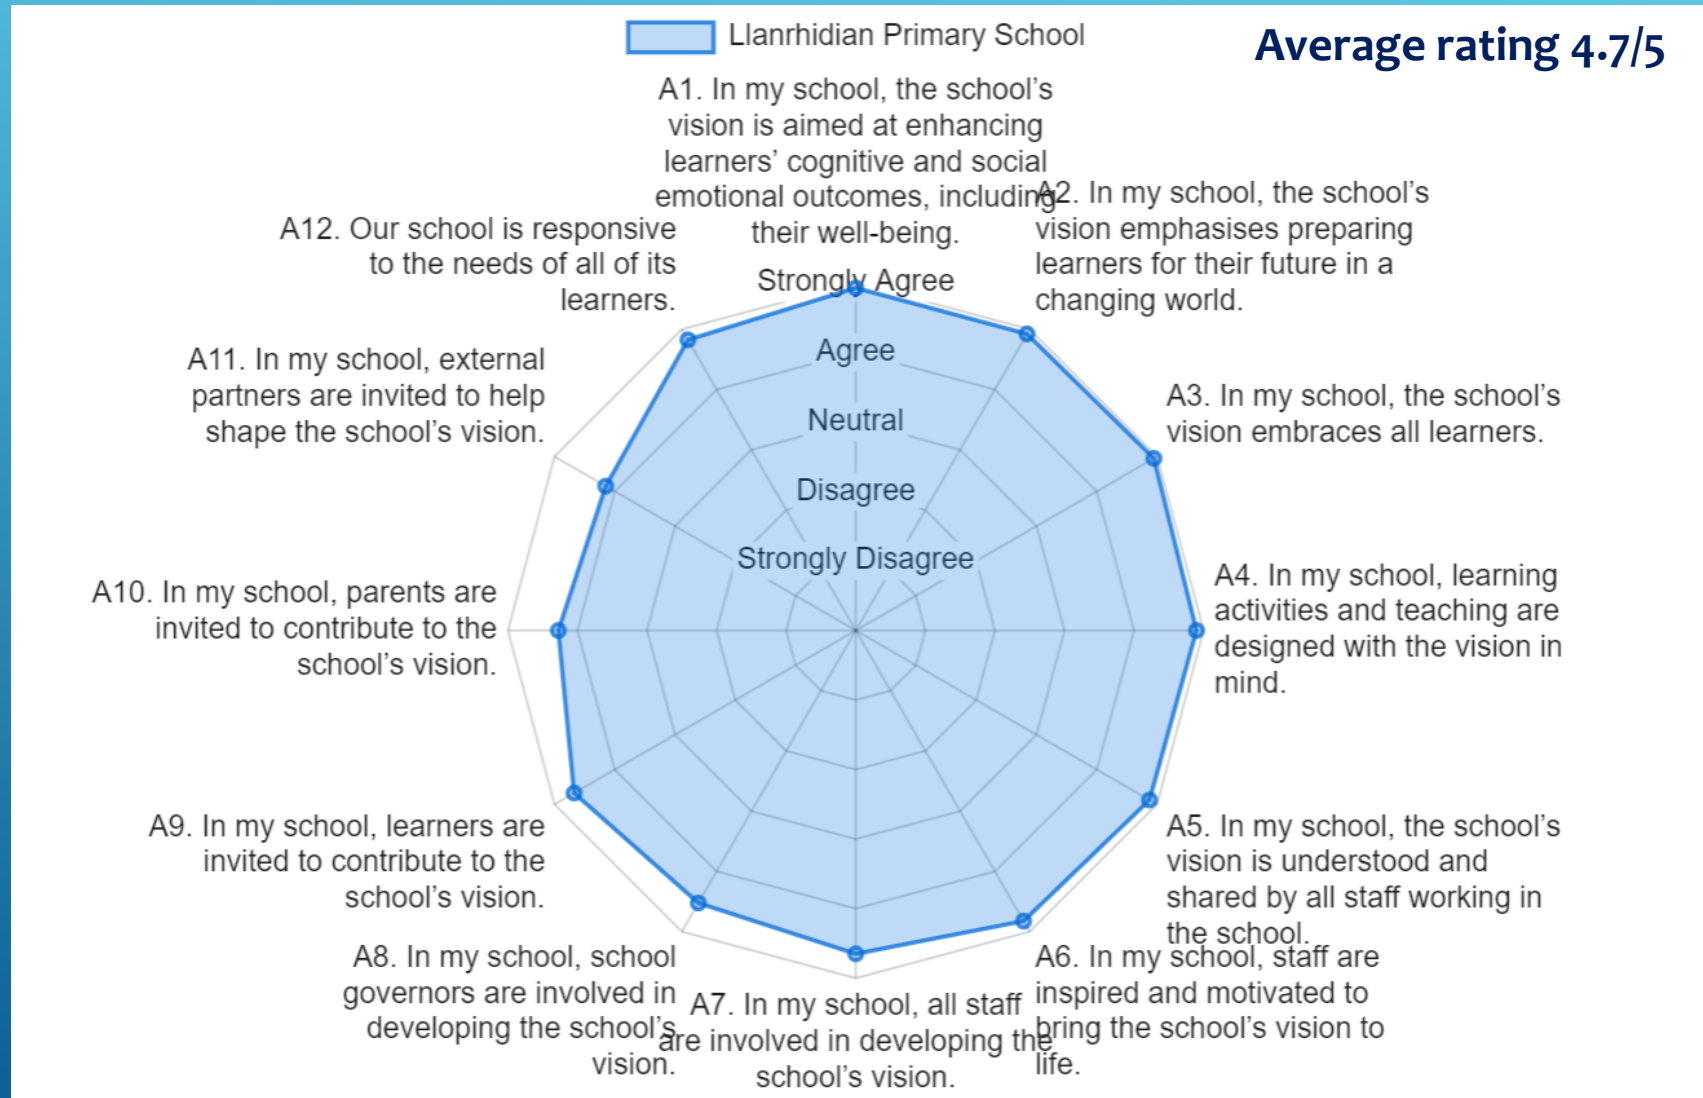 Llanrhidian Primary School
Average rating 4.7/5
A1. In my school, the school’s
vision is aimed at enhancing
learners’ cognitive and social
emotional outcomes, including
their well-being.
A2. In my school, the school’s
vision emphasises preparing
learners for their future in a
changing world.
A3. In my school, the school’s
vision embraces all learners.
A4. In my school, learning
activities and teaching are
designed with the vision in
mind.
A5. In my school, the school’s
vision is understood and
shared by all staff working in
the school.
A6. In my school, staff are
inspired and motivated to
bring the school’s vision to
life.
A7. In my school, all staff
are involved in developing the
school’s vision.
A8. In my school, school
governors are involved in
developing the school’s
vision.
A9. In my school, learners are
invited to contribute to the
school’s vision.
A10. In my school, parents are
invited to contribute to the
school’s vision.
A11. In my school, external
partners are invited to help
shape the school’s vision.
A12. Our school is responsive
to the needs of all of its
learners.
Strongly Agree
Agree
Neutral
Disagree
Strongly Disagree